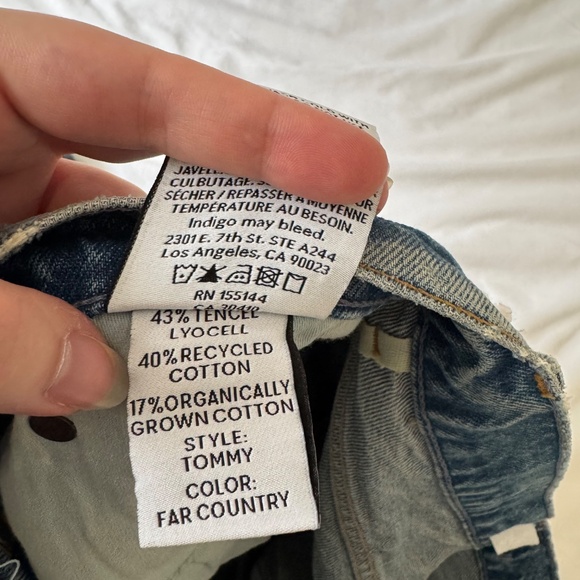 CULBUTAGE.
SÉCHER / REPASSER À MOYENNE
TEMPÉRATURE AU BESOIN.
Indigo may bleed.
2301 E. 7th St. STE A244
Los Angeles, CA 90023
RN 155144
43% TENCEL
LYOCELL
40% RECYCLED
COTTON
17% ORGANICALLY
GROWN COTTON
STYLE:
TOMMY
COLOR:
FAR COUNTRY